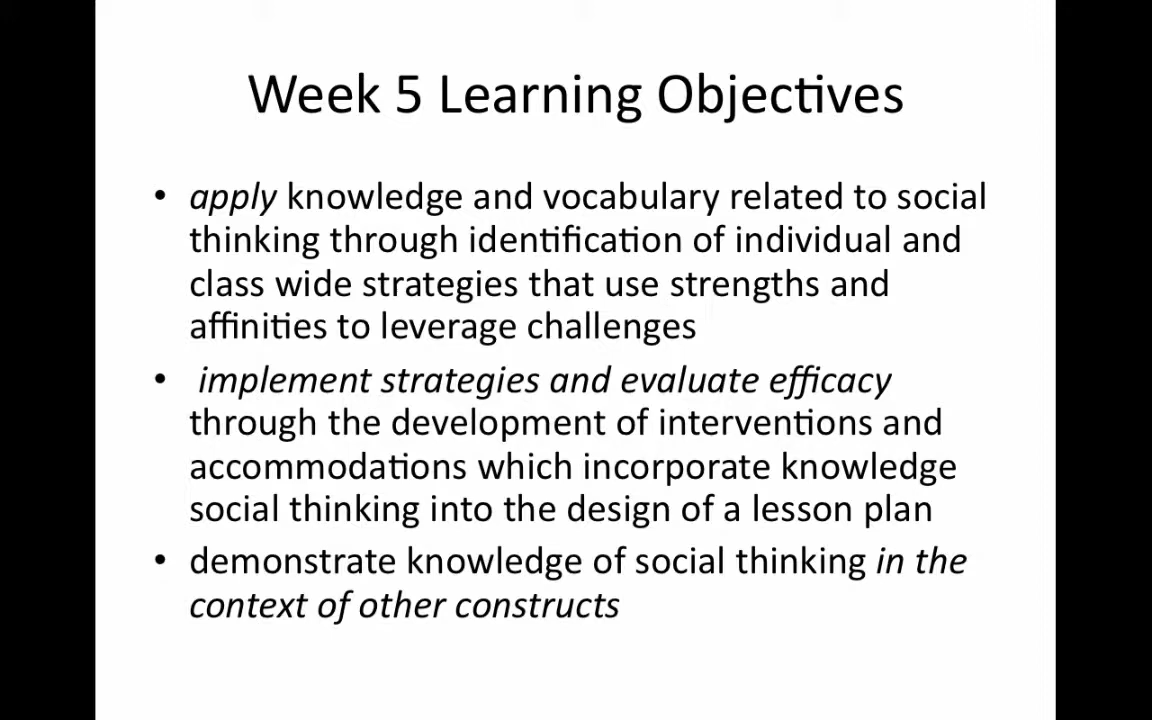 Week 5 Learning Objectives
• apply knowledge and vocabulary related to social
thinking through identification of individual and
class wide strategies that use strengths and
affinities to leverage challenges
• implement strategies and evaluate efficacy
through the development of interventions and
accommodations which incorporate knowledge
social thinking into the design of a lesson plan
• demonstrate knowledge of social thinking in the
context of other constructs